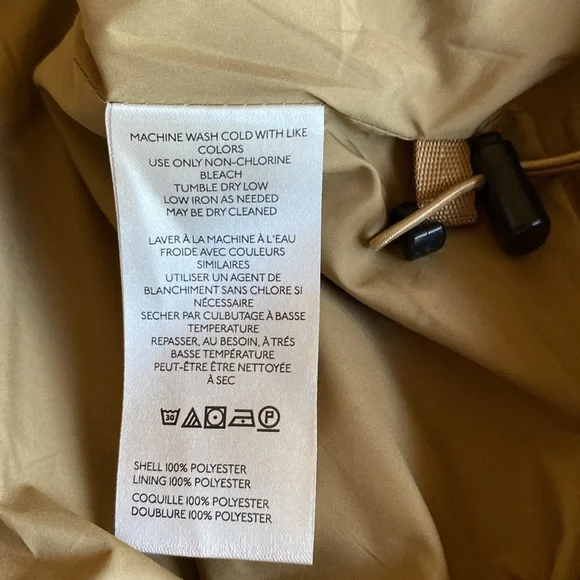 MACHINE WASH COLD WITH LIKE
COLORS
USE ONLY NON-CHLORINE
BLEACH
TUMBLE DRY LOW
LOW IRON AS NEEDED
MAY BE DRY CLEANED
LAVER À LA MACHINE À L'EAU
FROIDE AVEC COULEURS
SIMILAIRES
UTILISER UN AGENT DE
BLANCHIMENT SANS CHLORE SI
NÉCESSAIRE
SECHER PAR CULBUTAGE À BASSE
TEMPERATURE
REPASSER, AU BESOIN, À TRÉS
BASSE TEMPÉRATURE
PEUT-ÊTRE ÊTRE NETTOYÉE
À SEC
30 P
SHELL 100% POLYESTER
LINING 100% POLYESTER
COQUILLE 100% POLYESTER
DOUBLURE 100% POLYESTER